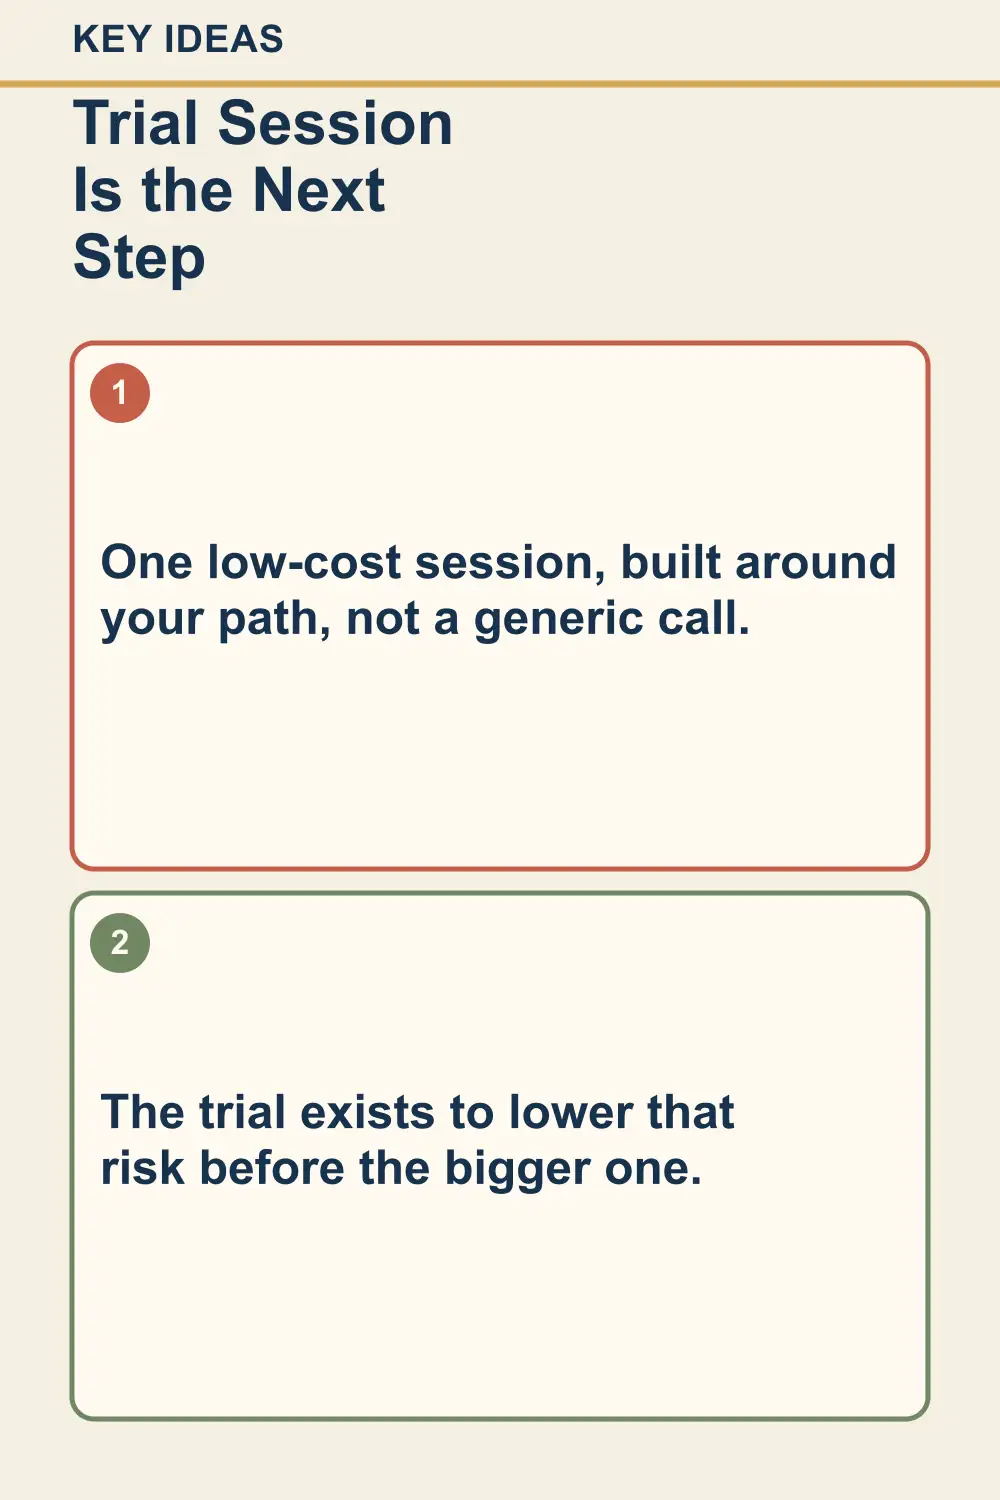 KEY IDEAS
Trial Session
Is the Next
Step
1
One low-cost session, built around
your path, not a generic call.
2
The trial exists to lower that
risk before the bigger one.